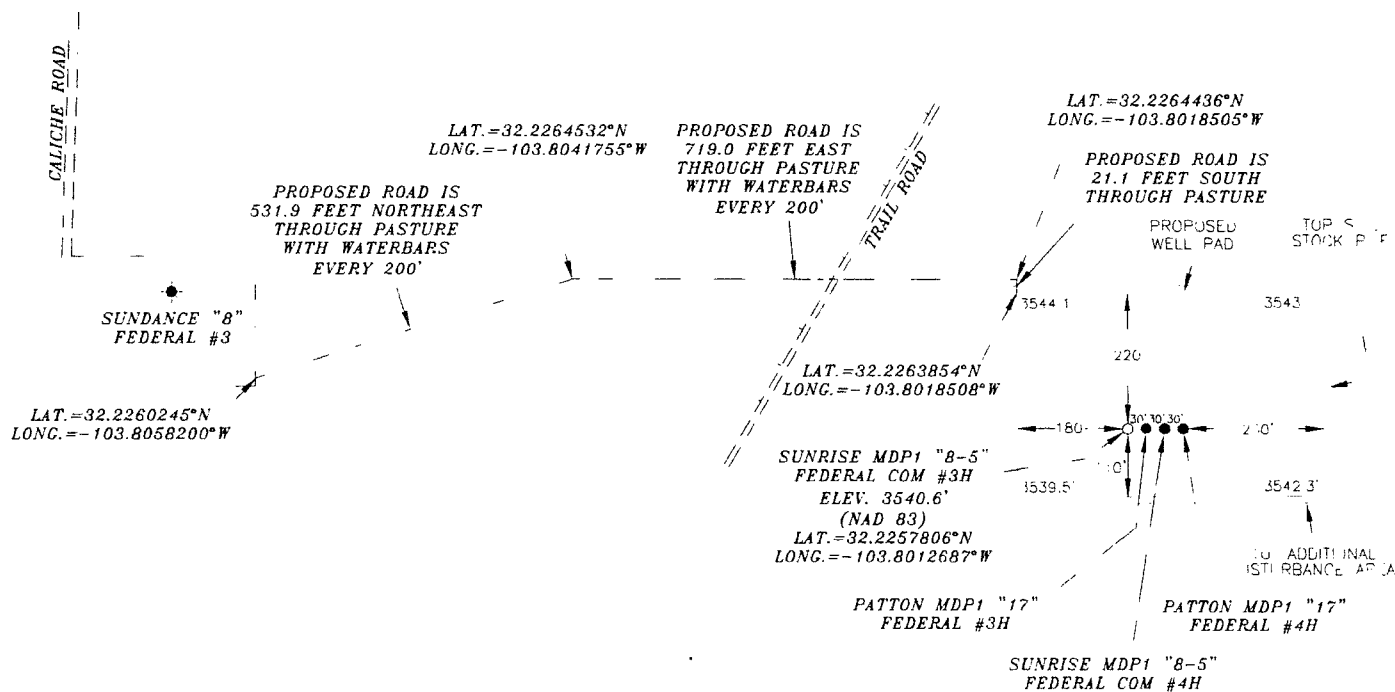 CALICHE ROAD
LAT.=32.2264532°N
LONG.=-103.8041755°W
PROPOSED ROAD IS
719.0 FEET EAST
THROUGH PASTURE
WITH WATERBARS
EVERY 200'
TRAIL ROAD
LAT.=32.2264436°N
LONG.=-103.8018505°W
PROPOSED ROAD IS
21.1 FEET SOUTH
THROUGH PASTURE
PROPOSED ROAD IS
531.9 FEET NORTHEAST
THROUGH PASTURE
WITH WATERBARS
EVERY 200'
PROPOSED
WELL PAD
TOP
STOCK
SUNDANCE "8"
FEDERAL #3
3544.1
3543
220
LAT.=32.2263854°N
LONG.=-103.8018508°W
LAT.=32.2260245°N
LONG.=-103.8058200°W
180
30' 30' 30'
SUNRISE MDP1 "8-5"
FEDERAL COM #3H
ELEV. 3540.6'
(NAD 83)
LAT.=32.2257806°N
LONG.=-103.8012687°W
3539.5'
3542.3'
ADDITIONAL
PATTON MDP1 "17"
FEDERAL #3H
PATTON MDP1 "17"
FEDERAL #4H
SUNRISE MDP1 "8-5"
FEDERAL COM #4H